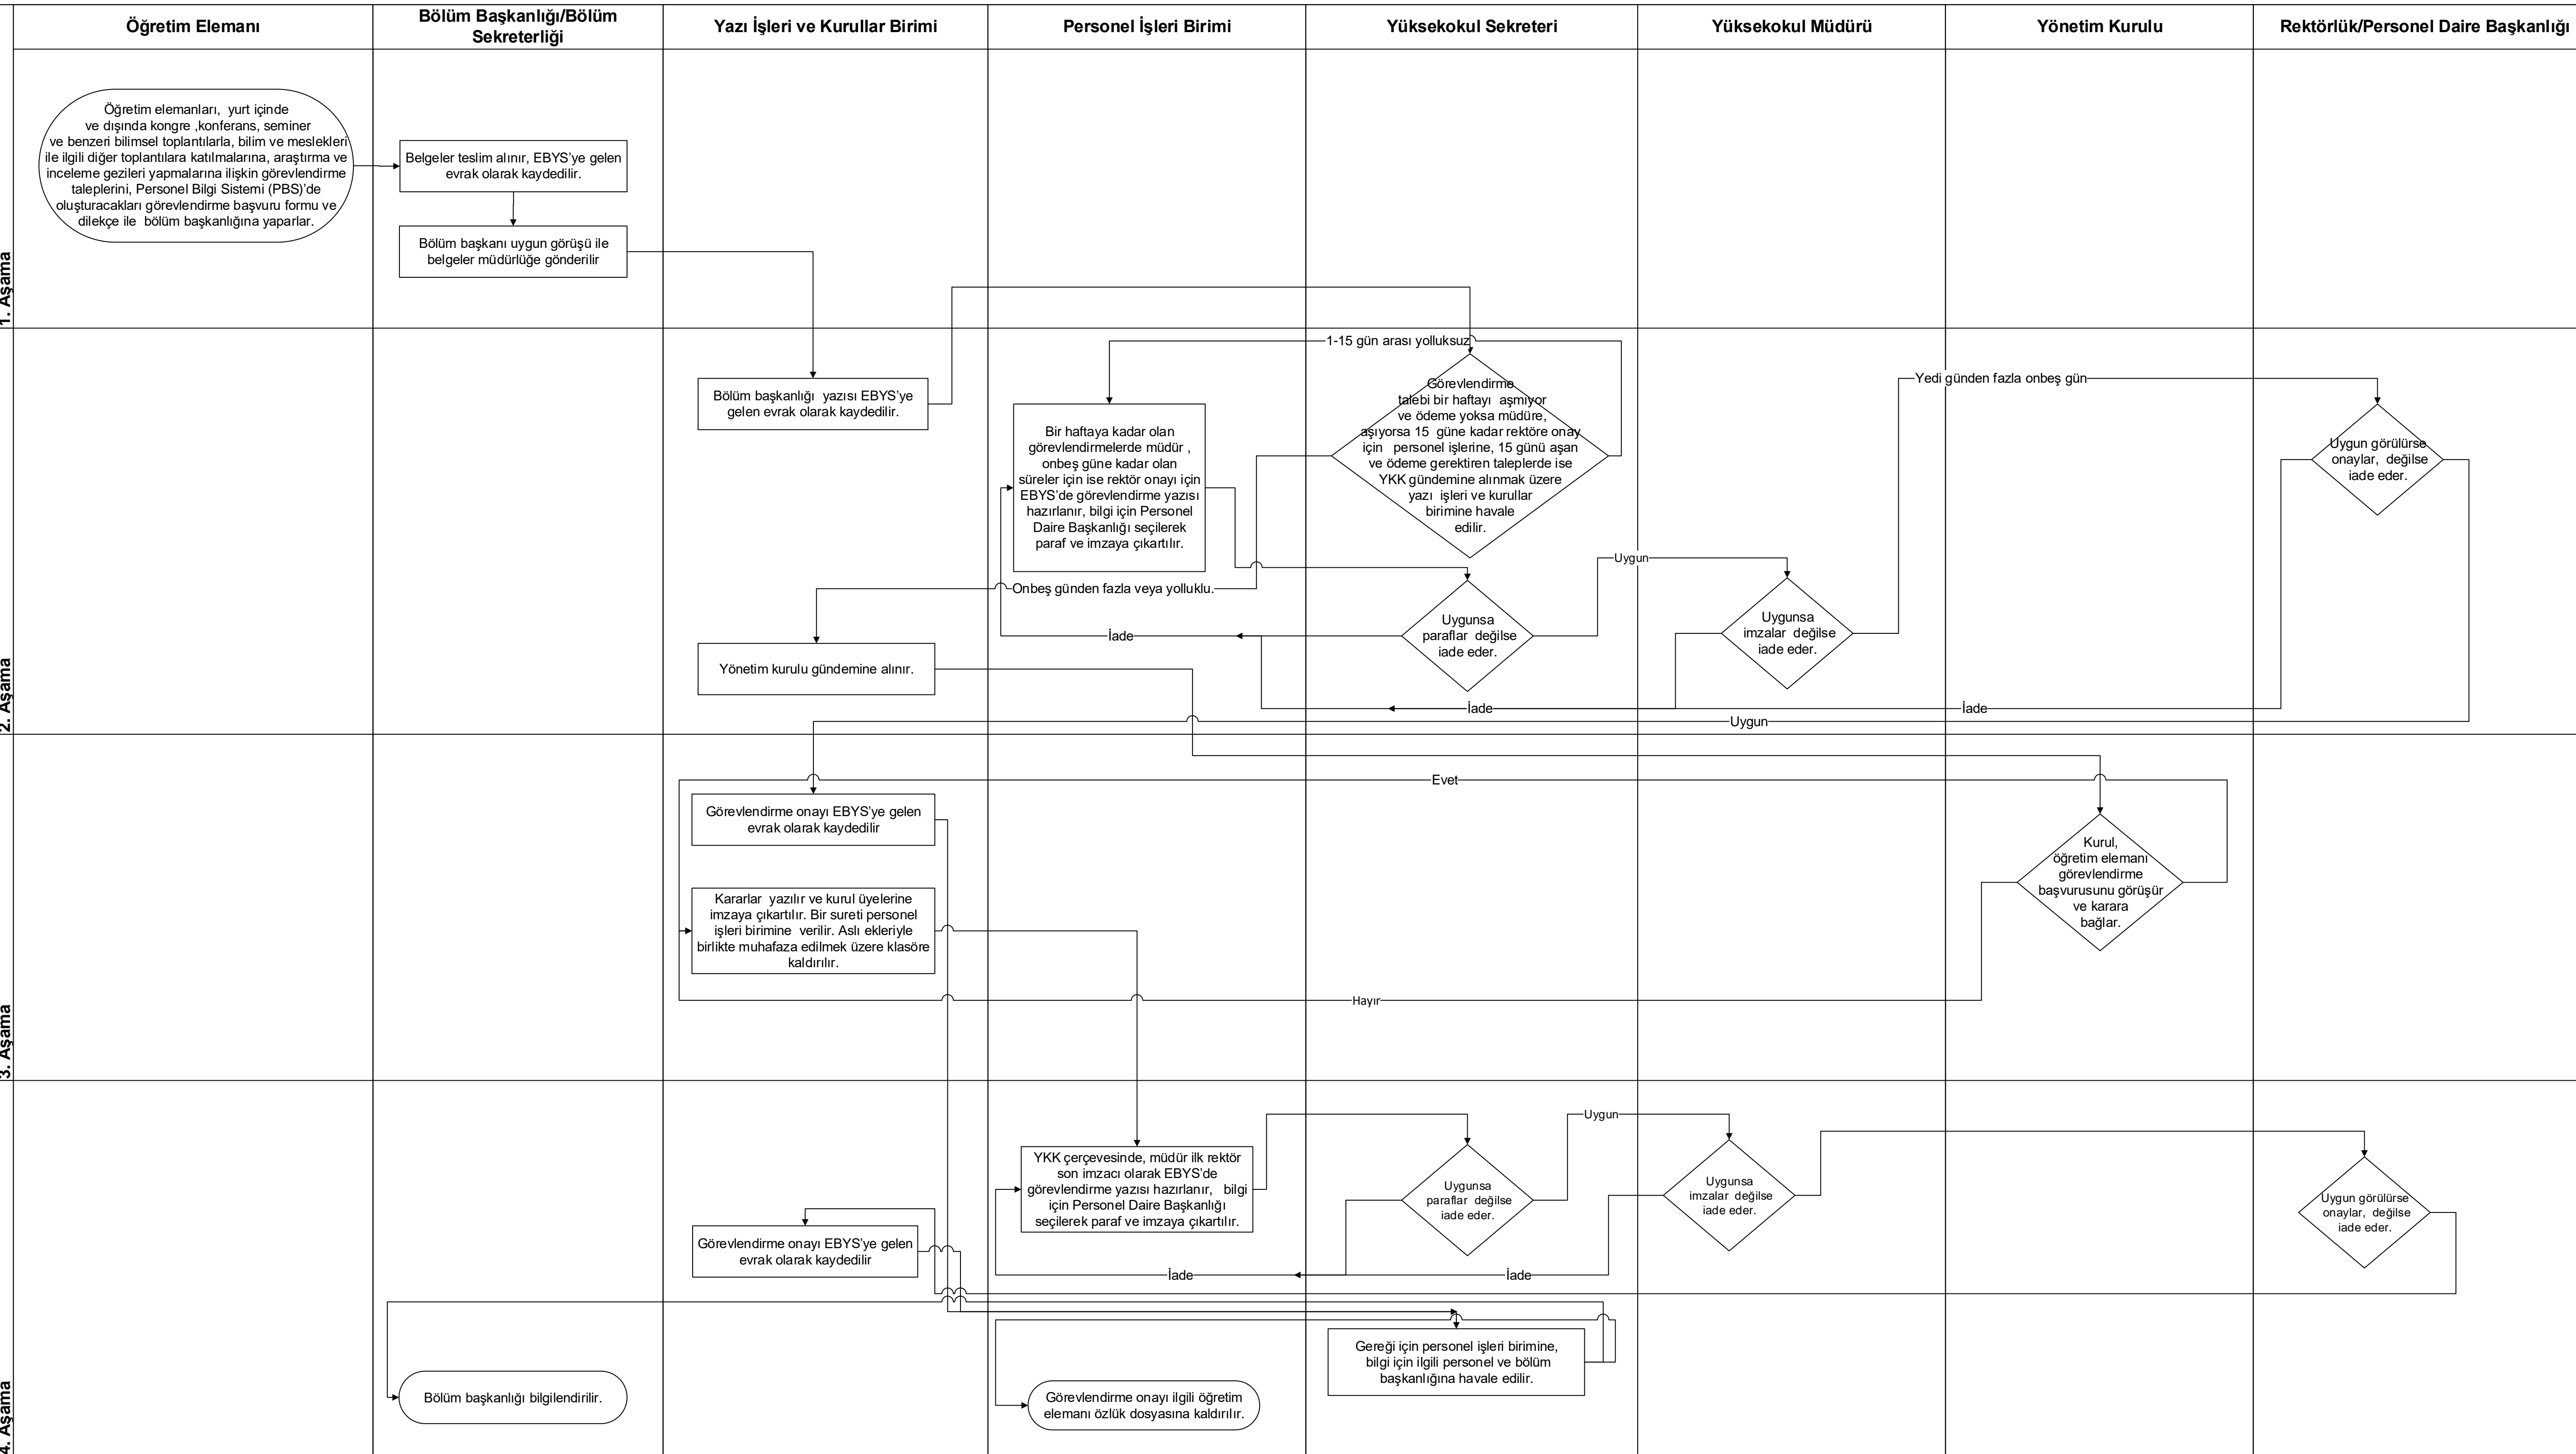 Öğretim Elemanı
Bölüm Başkanlığı/Bölüm
Sekreterliği
Yazı İşleri ve Kurullar Birimi
Personel İşleri Birimi
Yüksekokul Sekreteri
Yüksekokul Müdürü
Yönetim Kurulu
Rektörlük/Personel Daire Başkanlığı
1. Aşama
Öğretim elemanları, yurt içinde
ve dışında kongre ,konferans, seminer
ve benzeri bilimsel toplantılarla, bilim ve meslekleri
ile ilgili diğer toplantılara katılmalarına, araştırma ve
inceleme gezileri yapmalarına ilişkin görevlendirme
taleplerini, Personel Bilgi Sistemi (PBS)'de
oluşturacakları görevlendirme başvuru formu ve
dilekçe ile bölüm başkanlığına yaparlar.
Belgeler teslim alınır, EBYS'ye gelen
evrak olarak kaydedilir.
Bölüm başkanı uygun görüşü ile
belgeler müdürlüğe gönderilir
2. Aşama
Bölüm başkanlığı yazısı EBYS'ye
gelen evrak olarak kaydedilir.
1-15 gün arası yolluksuz
Bir haftaya kadar olan
görevlendirmelerde müdür ,
onbeş güne kadar olan
süreler için ise rektör onayı için
EBYS'de görevlendirme yazısı
hazırlanır, bilgi için Personel
Daire Başkanlığı seçilerek
paraf ve imzaya çıkartılır.
Görevlendirme
talebi bir haftayı aşmıyor
ve ödeme yoksa müdüre,
aşıyorsa 15 güne kadar rektöre onay
için personel işlerine, 15 günü aşan
ve ödeme gerektiren taleplerde ise
YKK gündemine alınmak üzere
yazı işleri ve kurullar
birimine havale
edilir.
Yedi günden fazla onbeş gün
Uygun görülürse
onaylar, değilse
iade eder.
Onbeş günden fazla veya yolluklu.
Uygun
Uygunsa
paraflar değilse
iade eder.
Uygunsa
imzalar değilse
iade eder.
İade
Yönetim kurulu gündemine alınır.
İade
İade
Uygun
3. Aşama
Evet
Görevlendirme onayı EBYS'ye gelen
evrak olarak kaydedilir
Kararlar yazılır ve kurul üyelerine
imzaya çıkartılır. Bir sureti personel
işleri birimine verilir. Aslı ekleriyle
birlikte muhafaza edilmek üzere klasöre
kaldırılır.
Kurul,
öğretim elemanı
görevlendirme
başvurusunu görüşür
ve karara
bağlar.
Hayır
4. Aşama
YKK çerçevesinde, müdür ilk rektör
son imzacı olarak EBYS'de
görevlendirme yazısı hazırlanır, bilgi
için Personel Daire Başkanlığı
seçilerek paraf ve imzaya çıkartılır.
Uygun
Uygunsa
paraflar değilse
iade eder.
Uygunsa
imzalar değilse
iade eder.
Uygun görülürse
onaylar, değilse
iade eder.
Görevlendirme onayı EBYS'ye gelen
evrak olarak kaydedilir
İade
İade
Gereği için personel işleri birimine,
bilgi için ilgili personel ve bölüm
başkanlığına havale edilir.
Bölüm başkanlığı bilgilendirilir.
Görevlendirme onayı ilgili öğretim
elemanı özlük dosyasına kaldırılır.